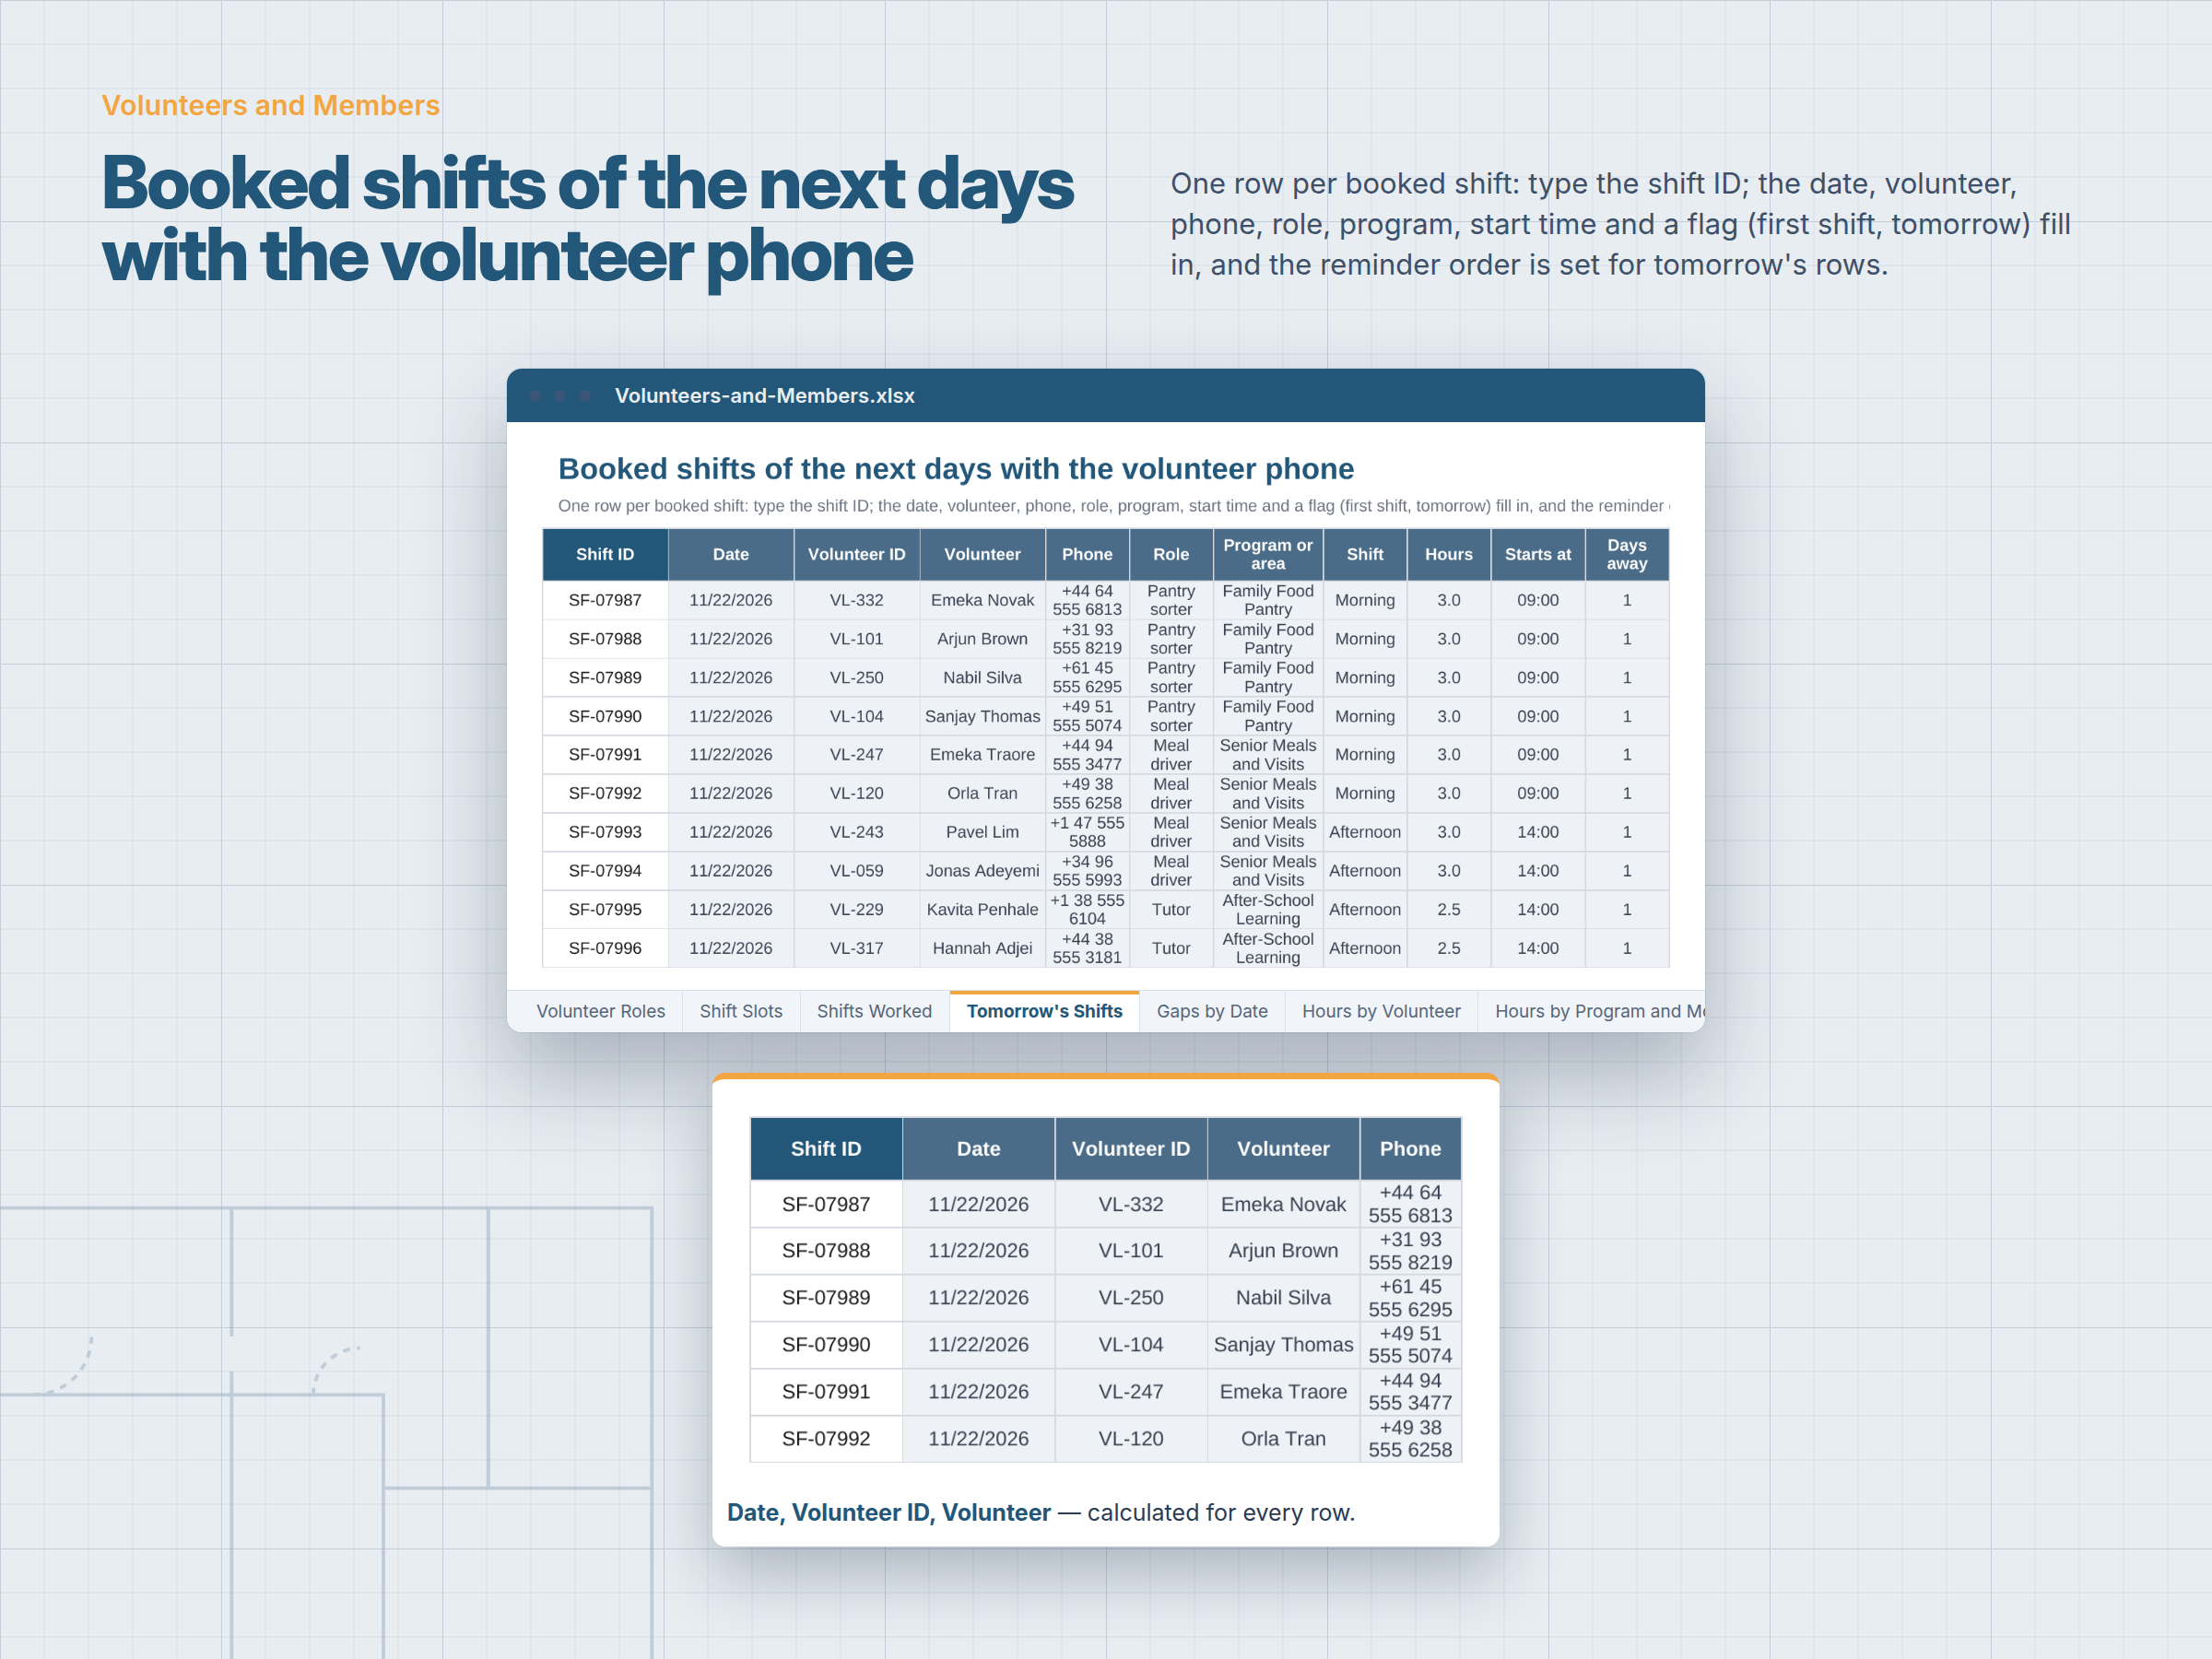 Volunteers and Members
Booked shifts of the next days
with the volunteer phone
One row per booked shift: type the shift ID; the date, volunteer,
phone, role, program, start time and a flag (first shift, tomorrow) fill
in, and the reminder order is set for tomorrow's rows.
Volunteers-and-Members.xlsx
Booked shifts of the next days with the volunteer phone
One row per booked shift: type the shift ID; the date, volunteer, phone, role, program, start time and a flag (first shift, tomorrow) fill in, and the reminder
Shift ID Date Volunteer ID Volunteer Phone Role Program or area Shift Hours Starts at Days away
SF-07987 11/22/2026 VL-332 Emeka Novak +44 64 555 6813 Pantry sorter Family Food Pantry Morning 3.0 09:00 1
SF-07988 11/22/2026 VL-101 Arjun Brown +31 93 555 8219 Pantry sorter Family Food Pantry Morning 3.0 09:00 1
SF-07989 11/22/2026 VL-250 Nabil Silva +61 45 555 6295 Pantry sorter Family Food Pantry Morning 3.0 09:00 1
SF-07990 11/22/2026 VL-104 Sanjay Thomas +49 51 555 5074 Pantry sorter Family Food Pantry Morning 3.0 09:00 1
SF-07991 11/22/2026 VL-247 Emeka Traore +44 94 555 3477 Meal driver Senior Meals and Visits Morning 3.0 09:00 1
SF-07992 11/22/2026 VL-120 Orla Tran +49 38 555 6258 Meal driver Senior Meals and Visits Morning 3.0 09:00 1
SF-07993 11/22/2026 VL-243 Pavel Lim +1 47 555 5888 Meal driver Senior Meals and Visits Afternoon 3.0 14:00 1
SF-07994 11/22/2026 VL-059 Jonas Adeyemi +34 96 555 5993 Meal driver Senior Meals and Visits Afternoon 3.0 14:00 1
SF-07995 11/22/2026 VL-229 Kavita Penhale +1 38 555 6104 Tutor After-School Learning Afternoon 2.5 14:00 1
SF-07996 11/22/2026 VL-317 Hannah Adjei +44 38 555 3181 Tutor After-School Learning Afternoon 2.5 14:00 1
Volunteer Roles Shift Slots Shifts Worked Tomorrow's Shifts Gaps by Date Hours by Volunteer Hours by Program and
Shift ID Date Volunteer ID Volunteer Phone
SF-07987 11/22/2026 VL-332 Emeka Novak +44 64 555 6813
SF-07988 11/22/2026 VL-101 Arjun Brown +31 93 555 8219
SF-07989 11/22/2026 VL-250 Nabil Silva +61 45 555 6295
SF-07990 11/22/2026 VL-104 Sanjay Thomas +49 51 555 5074
SF-07991 11/22/2026 VL-247 Emeka Traore +44 94 555 3477
SF-07992 11/22/2026 VL-120 Orla Tran +49 38 555 6258
Date, Volunteer ID, Volunteer — calculated for every row.